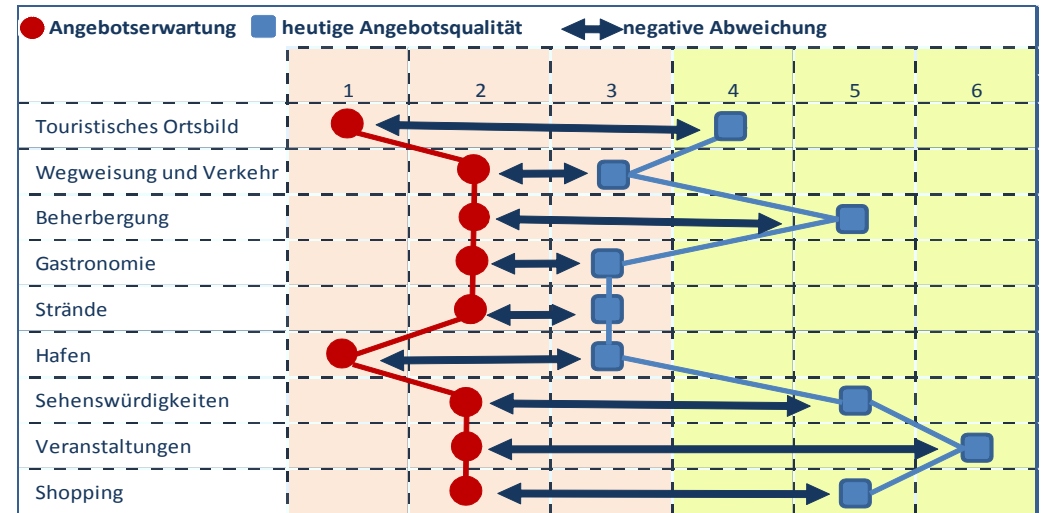 Angebotserwartung heutige Angebotsqualität negative Abweichung
1 2 3 4 5 6
Touristisches Ortsbild
Wegweisung und Verkehr
Beherbergung
Gastronomie
Strände
Hafen
Sehenswürdigkeiten
Veranstaltungen
Shopping